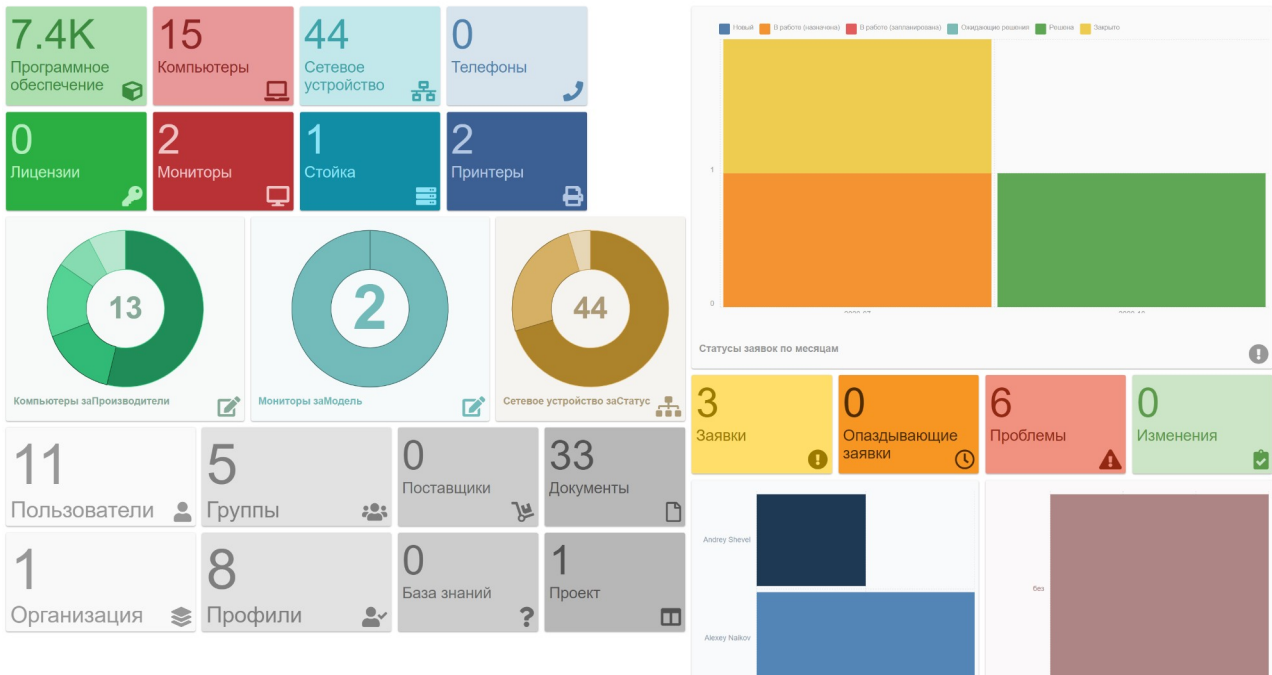 7.4K
Программное
обеспечение
15
Компьютеры
44
Сетевое
устройство
0
Телефоны
0
Лицензии
2
Мониторы
1
Стойка
2
Принтеры
13
Компьютеры заПроизводители
2
Мониторы заМодель
44
Сетевое устройство заСтатус
11
Пользователи
5
Группы
0
Поставщики
33
Документы
1
Организация
8
Профили
0
База знаний
1
Проект
Новый
В работе (назначена)
В работе (запланирована)
Ожидающие решения
Решена
Закрыто
1
0
Статусы заявок по месяцам
3
Заявки
0
Опаздывающие
заявки
6
Проблемы
0
Изменения
Andrey Shevel
Alexey Naikov
без